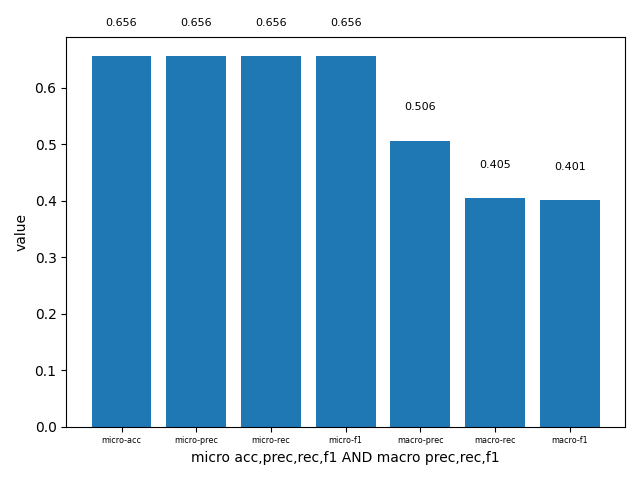 0.656 0.656 0.656 0.656
0.506
0.405 0.401
0.6
0.5
0.4
0.3
0.2
0.1
0.0
value
micro-acc micro-prec micro-rec micro-f1 macro-prec macro-rec macro-f1
micro acc,prec,rec,f1 AND macro prec,rec,f1